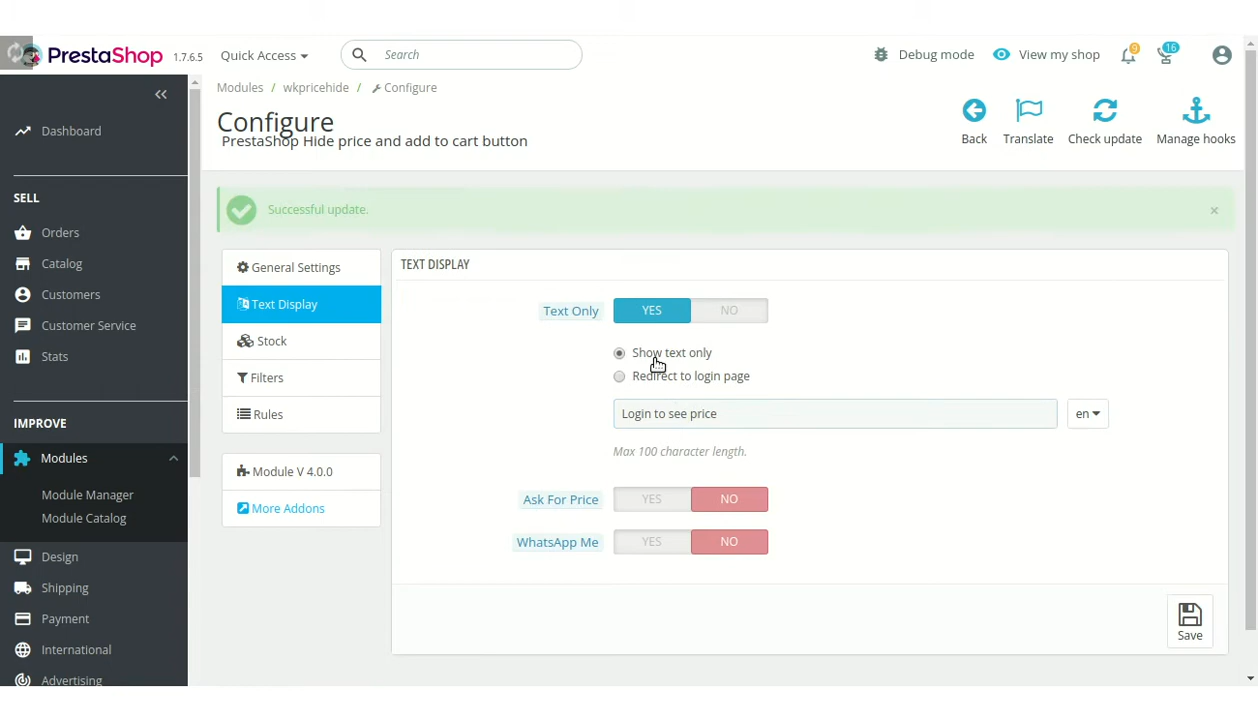 PrestaShop 1.7.6.5 Quick Access Search Debug mode View my shop 9 16
Modules / wkpricehide / Configure
Configure
PrestaShop Hide price and add to cart button
Back Translate Check update Manage hooks
Dashboard
SELL
Orders
Catalog
Customers
Customer Service
Stats
IMPROVE
Modules
Module Manager
Module Catalog
Design
Shipping
Payment
International
Advertising
Successful update. ×
General Settings
Text Display
Stock
Filters
Rules
Module V 4.0.0
More Addons
TEXT DISPLAY
Text Only YES NO
Show text only
Redirect to login page
Login to see price en
Max 100 character length.
Ask For Price YES NO
WhatsApp Me YES NO
Save